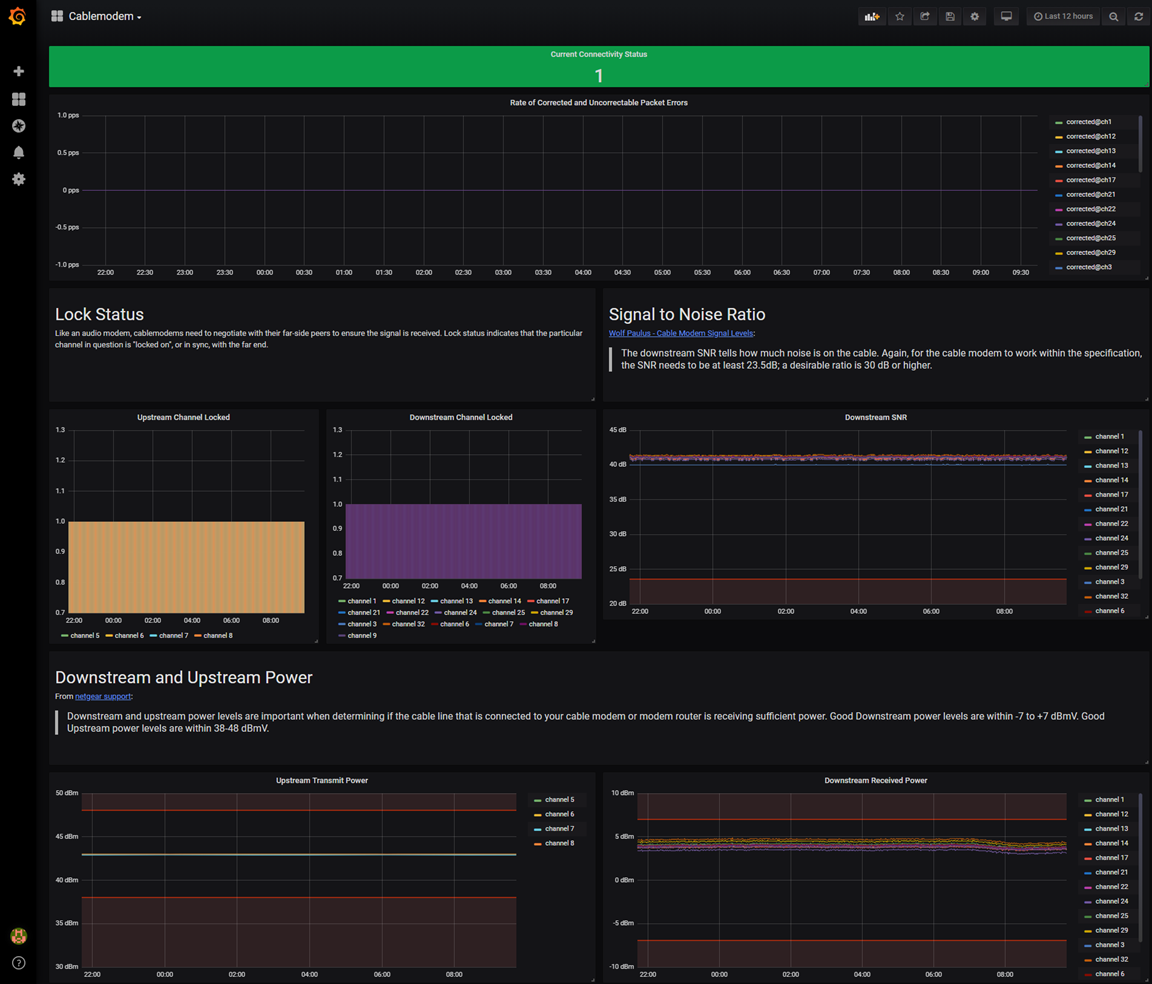 Cablemodem
Last 12 hours
Current Connectivity Status
1
Rate of Corrected and Uncorrectable Packet Errors
1.0 pps
0.5 pps
0 pps
-0.5 pps
-1.0 pps
22:00 22:30 23:00 23:30 00:00 00:30 01:00 01:30 02:00 02:30 03:00 03:30 04:00 04:30 05:00 05:30 06:00 06:30 07:00 07:30 08:00 08:30 09:00 09:30
corrected@ch1
corrected@ch12
corrected@ch13
corrected@ch14
corrected@ch17
corrected@ch21
corrected@ch22
corrected@ch24
corrected@ch25
corrected@ch29
corrected@ch3
Lock Status
Like an audio modem, cablemodems need to negotiate with their far-side peers to ensure the signal is received. Lock status indicates that the particular
channel in question is "locked on", or in sync, with the far end.
Signal to Noise Ratio
Wolf Paulus - Cable Modem Signal Levels:
The downstream SNR tells how much noise is on the cable. Again, for the cable modem to work within the specification,
the SNR needs to be at least 23.5dB; a desirable ratio is 30 dB or higher.
Upstream Channel Locked
1.3
1.2
1.1
1.0
0.9
0.8
0.7
22:00 00:00 02:00 04:00 06:00 08:00
channel 5 channel 6 channel 7 channel 8
Downstream Channel Locked
1.3
1.2
1.1
1.0
0.9
0.8
0.7
22:00 00:00 02:00 04:00 06:00 08:00
channel 1 channel 12 channel 13 channel 14 channel 17
channel 21 channel 22 channel 24 channel 25 channel 29
channel 3 channel 32 channel 6 channel 7 channel 8
channel 9
Downstream SNR
45 dB
40 dB
35 dB
30 dB
25 dB
20 dB
22:00 00:00 02:00 04:00 06:00 08:00
channel 1
channel 12
channel 13
channel 14
channel 17
channel 21
channel 22
channel 24
channel 25
channel 29
channel 3
channel 32
channel 6
Downstream and Upstream Power
From netgear support:
Downstream and upstream power levels are important when determining if the cable line that is connected to your cable modem or modem router is receiving sufficient power. Good Downstream power levels are within -7 to +7 dBmV. Good
Upstream power levels are within 38-48 dBmV.
Upstream Transmit Power
50 dBm
45 dBm
40 dBm
35 dBm
30 dBm
22:00 00:00 02:00 04:00 06:00 08:00
channel 5
channel 6
channel 7
channel 8
Downstream Received Power
10 dBm
5 dBm
0 dBm
-5 dBm
-10 dBm
22:00 00:00 02:00 04:00 06:00 08:00
channel 1
channel 12
channel 13
channel 14
channel 17
channel 21
channel 22
channel 24
channel 25
channel 29
channel 3
channel 32
channel 6